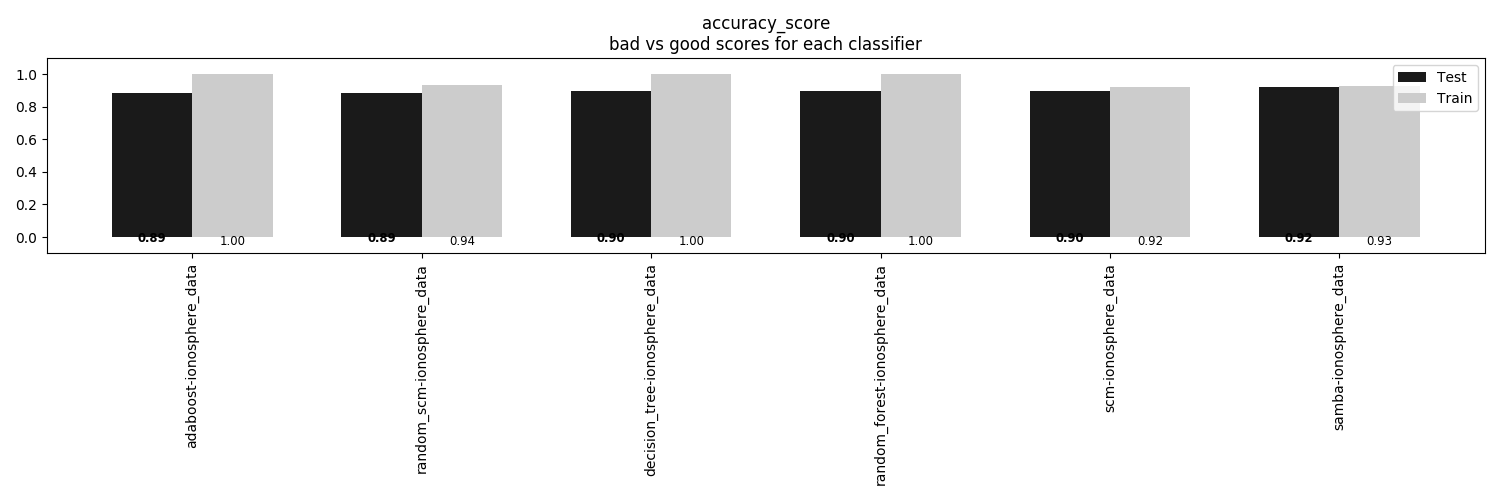 accuracy_score
bad vs good scores for each classifier
Test
Train
1.0
0.8
0.6
0.4
0.2
0.0
0.89
1.00
0.89
0.94
0.90
1.00
0.90
1.00
0.90
0.92
0.92
0.93
adaboost-ionosphere_data
random_scm-ionosphere_data
decision_tree-ionosphere_data
random_forest-ionosphere_data
scm-ionosphere_data
samba-ionosphere_data